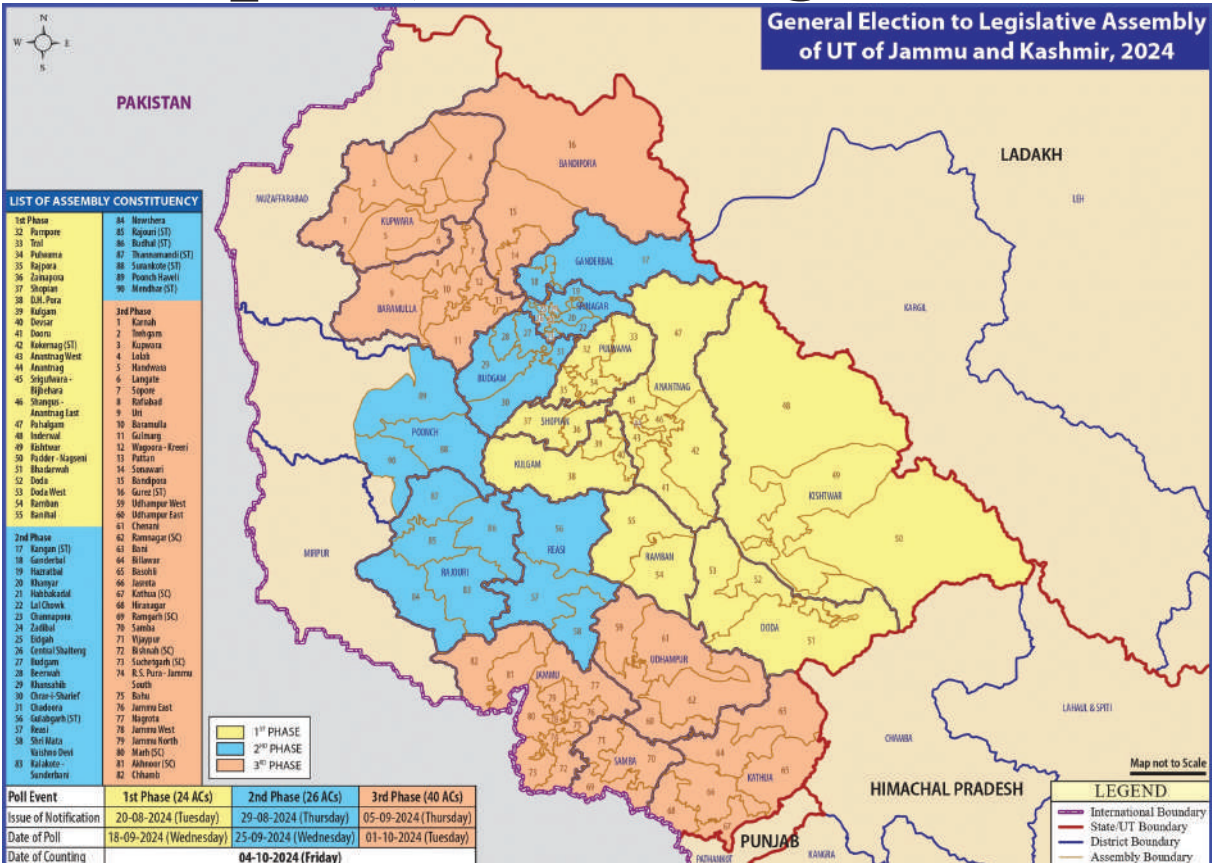 General Election to Legislative Assembly
of UT of Jammu and Kashmir, 2024
N
W
E
S
PAKISTAN
LADAKH
MUZAFFARABAD
KUPWARA
BANDIPORA
LEH
GANDERBAL
KARGIL
BARAMULLA
SRINAGAR
BUDGAM
PULWAMA
ANANTNAG
POONCH
SHOPIAN
KULGAM
KISHTWAR
MIRPUR
RAJOURI
REASI
RAMBAN
DODA
JAMMU
UDHAMPUR
SAMBA
KATHUA
LAHAUL & SPITI
CHAMBA
HIMACHAL PRADESH
PUNJAB
PATHANKOT
KANGRA
LIST OF ASSEMBLY CONSTITUENCY
1st Phase
32 Pampore
33 Tral
34 Pulwama
35 Rajpora
36 Zainapora
37 Shopian
38 D.H. Pora
39 Kulgam
40 Devsar
41 Dooru
42 Kokernag (ST)
43 Anantnag West
44 Anantnag
45 Srigufwara -
Bijbehara
46 Shangus -
Anantnag East
47 Pahalgam
48 Inderwal
49 Kishtwar
50 Padder - Nagseni
51 Bhadarwah
52 Doda
53 Doda West
54 Ramban
55 Banihal
2nd Phase
17 Kangan (ST)
18 Ganderbal
19 Hazratbal
20 Khanyar
21 Habbakadal
22 Lal Chowk
23 Channapora
24 Zadibal
25 Eidgah
26 Central Shalteng
27 Budgam
28 Beerwah
29 Khansahib
30 Chrar-i-Sharief
31 Chadoora
56 Gulabgarh (ST)
57 Reasi
58 Shri Mata
Vaishno Devi
83 Kalakote -
Sunderbani
84 Nowshera
85 Rajouri (ST)
86 Budhal (ST)
87 Thannamandi (ST)
88 Surankote (ST)
89 Poonch Haveli
90 Mendhar (ST)
3rd Phase
1 Karnah
2 Trehgam
3 Kupwara
4 Lolab
5 Handwara
6 Langate
7 Sopore
8 Rafiabad
9 Uri
10 Baramulla
11 Gulmarg
12 Wagoora - Kreeri
13 Pattan
14 Sonawari
15 Bandipora
16 Gurez (ST)
59 Udhampur West
60 Udhampur East
61 Chenani
62 Ramnagar (SC)
63 Bani
64 Billawar
65 Basohli
66 Jasrota
67 Kathua (SC)
68 Hiranagar
69 Ramgarh (SC)
70 Samba
71 Vijaypur
72 Bishnah (SC)
73 Suchetgarh (SC)
74 R.S. Pura - Jammu
South
75 Bahu
76 Jammu East
77 Nagrota
78 Jammu West
79 Jammu North
80 Marh (SC)
81 Akhnoor (SC)
82 Chhamb
1ST PHASE
2ND PHASE
3RD PHASE
Poll Event 1st Phase (24 ACs) 2nd Phase (26 ACs) 3rd Phase (40 ACs)
Issue of Notification 20-08-2024 (Tuesday) 29-08-2024 (Thursday) 05-09-2024 (Thursday)
Date of Poll 18-09-2024 (Wednesday) 25-09-2024 (Wednesday) 01-10-2024 (Tuesday)
Date of Counting 04-10-2024 (Friday)
Map not to Scale
LEGEND
International Boundary
State/UT Boundary
District Boundary
Assembly Boundary